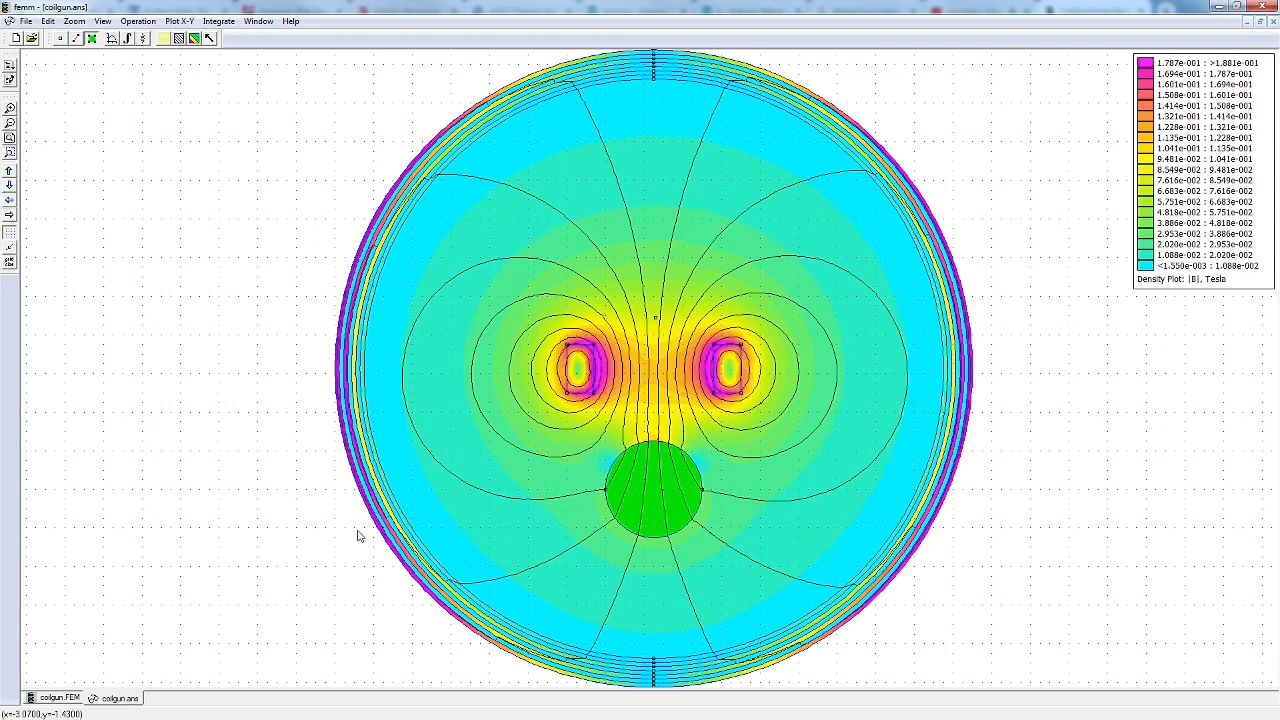 femm - [coilgun.ans]
File Edit Zoom View Operation Plot X-Y Integrate Window Help
1.787e-001 : >1.881e-001
1.694e-001 : 1.787e-001
1.601e-001 : 1.694e-001
1.508e-001 : 1.601e-001
1.414e-001 : 1.508e-001
1.321e-001 : 1.414e-001
1.228e-001 : 1.321e-001
1.135e-001 : 1.228e-001
1.041e-001 : 1.135e-001
9.481e-002 : 1.041e-001
8.549e-002 : 9.481e-002
7.616e-002 : 8.549e-002
6.683e-002 : 7.616e-002
5.751e-002 : 6.683e-002
4.818e-002 : 5.751e-002
3.886e-002 : 4.818e-002
2.953e-002 : 3.886e-002
2.020e-002 : 2.953e-002
1.088e-002 : 2.020e-002
<1.550e-003 : 1.088e-002
Density Plot: |B|, Tesla
coilgun.FEM coilgun.ans
(x=-3.0700,y=-1.4300)